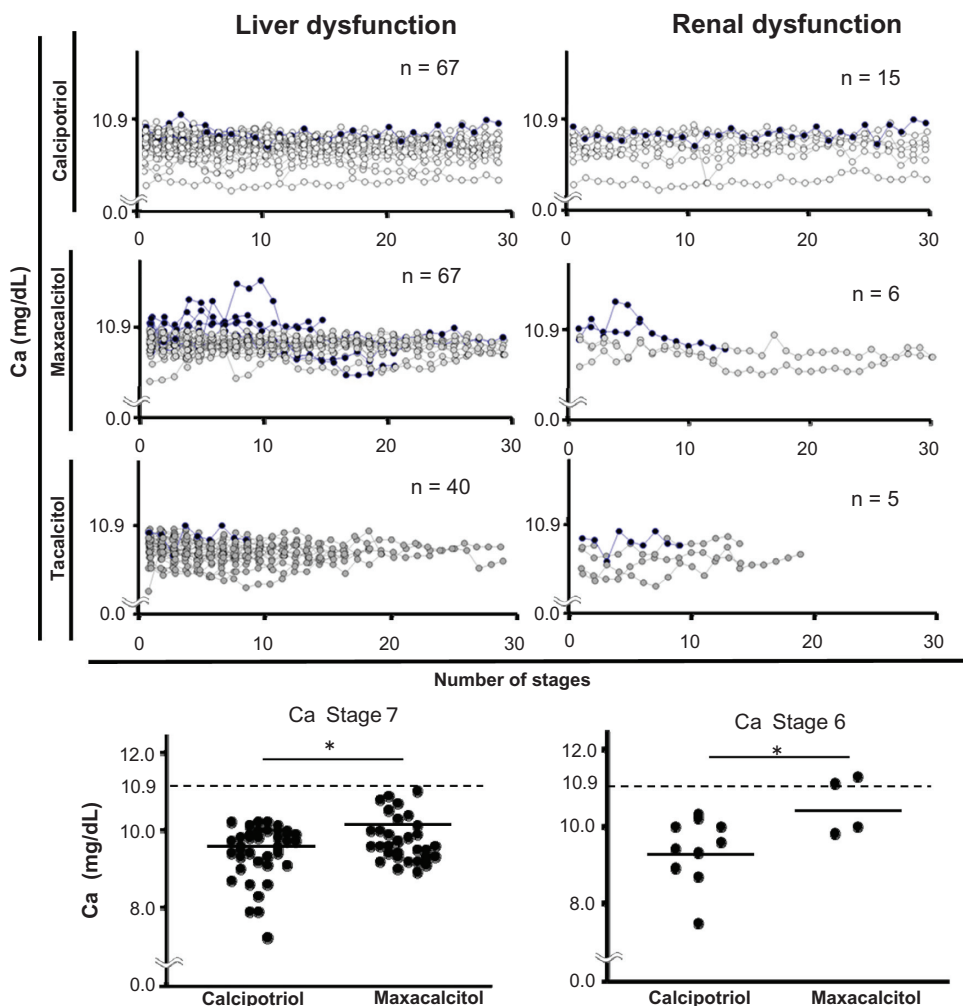 Liver dysfunction
Renal dysfunction
Ca (mg/dL)
Calcipotriol
n = 67
10.9
0.0
0 10 20 30
n = 15
10.9
0.0
0 10 20 30
Maxacalcitol
n = 67
10.9
0.0
0 10 20 30
n = 6
10.9
0.0
0 10 20 30
Tacalcitol
n = 40
10.9
0.0
0 10 20 30
n = 5
10.9
0.0
0 10 20 30
Number of stages
Ca Stage 7
*
Ca (mg/dL)
12.0
10.9
10.0
8.0
0.0
Calcipotriol Maxacalcitol
Ca Stage 6
*
12.0
10.9
10.0
8.0
0.0
Calcipotriol Maxacalcitol